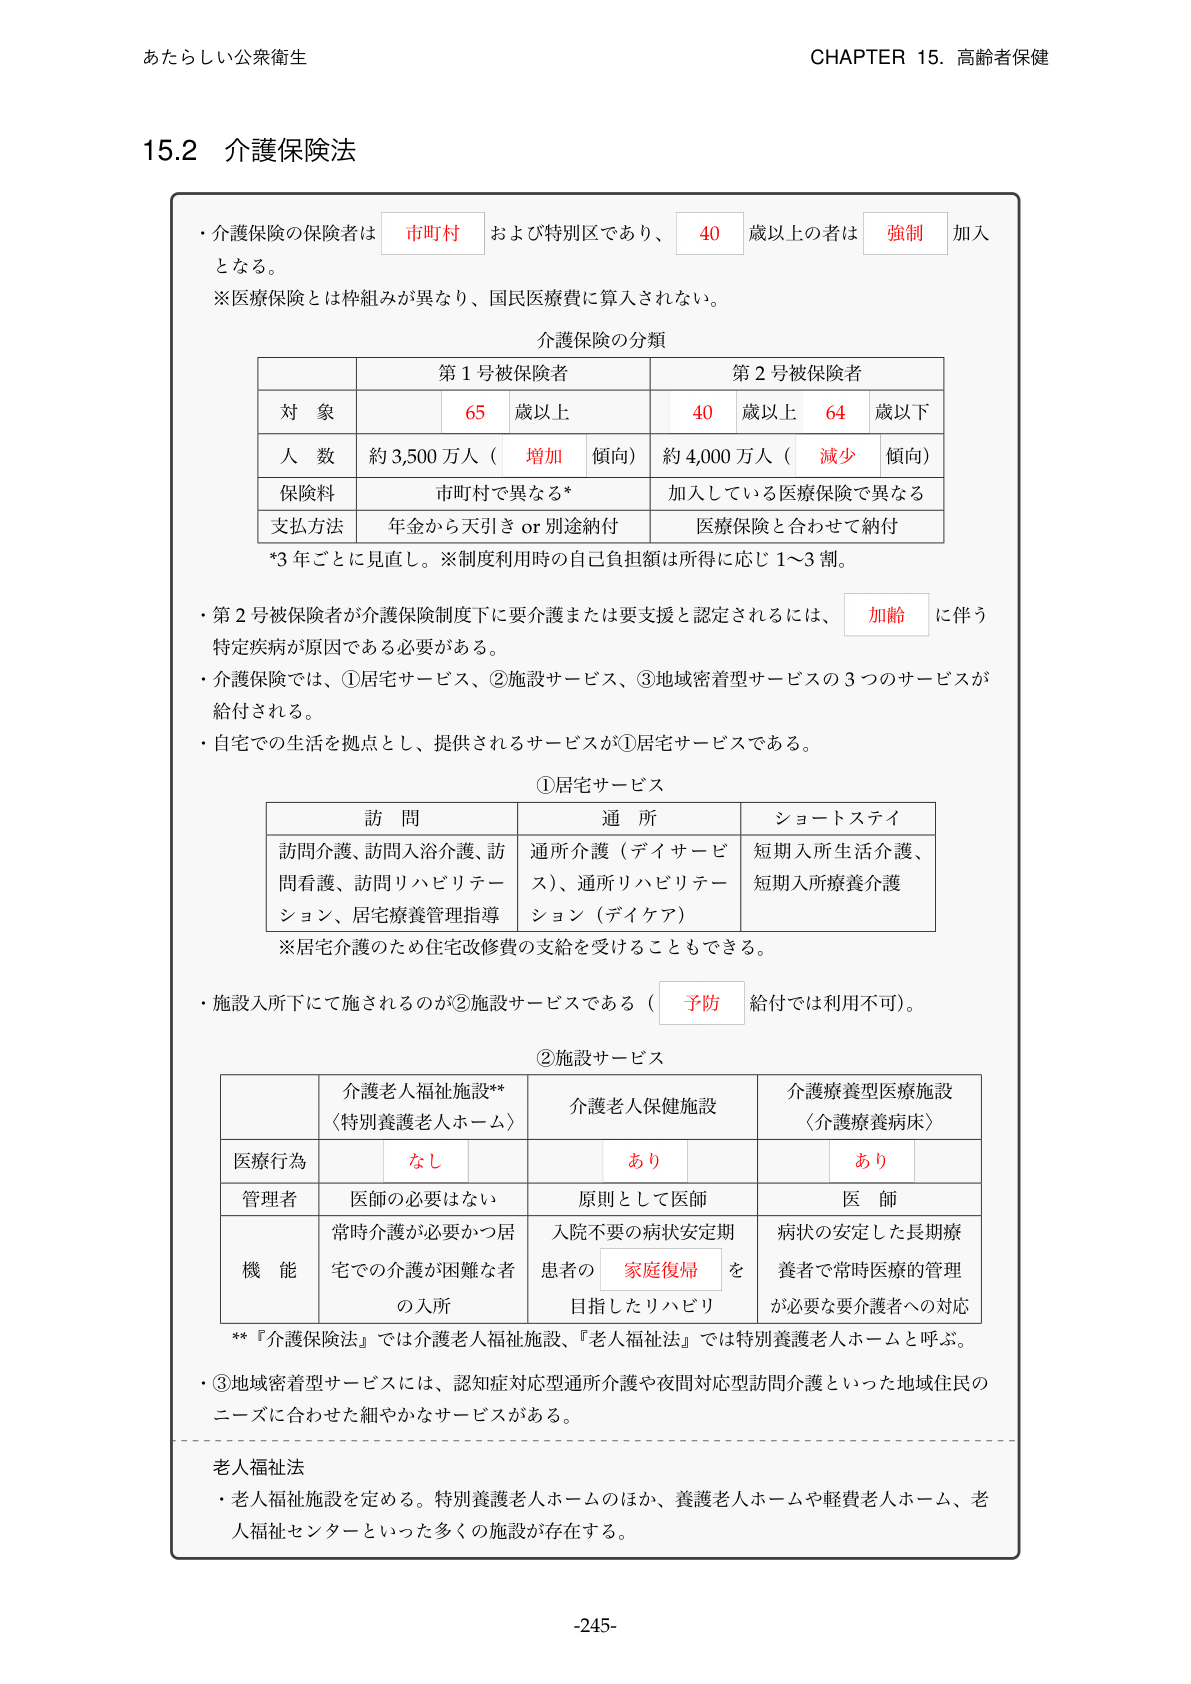 あたらしい公衆衛生
CHAPTER 15. 高齢者保健
15.2 介護保険法
・介護保険の保険者は 市町村 および特別区であり、 40 歳以上の者は 強制 加入
となる。
※医療保険とは枠組みが異なり、国民医療費に算入されない。
介護保険の分類
第 1 号被保険者 第 2 号被保険者
対 象 65 歳以上 40 歳以上 64 歳以下
人 数 約 3,500 万人（ 増加 傾向） 約 4,000 万人（ 減少 傾向）
保険料 市町村で異なる* 加入している医療保険で異なる
支払方法 年金から天引き or 別途納付 医療保険と合わせて納付
*3 年ごとに見直し。※制度利用時の自己負担額は所得に応じ 1〜3 割。
・第 2 号被保険者が介護保険制度下に要介護または要支援と認定されるには、 加齢 に伴う
特定疾病が原因である必要がある。
・介護保険では、①居宅サービス、②施設サービス、③地域密着型サービスの 3 つのサービスが
給付される。
・自宅での生活を拠点とし、提供されるサービスが①居宅サービスである。
①居宅サービス
訪 問 通 所 ショートステイ
訪問介護、訪問入浴介護、訪 通所介護（デイサービ 短期入所生活介護、
問看護、訪問リハビリテー ス）、通所リハビリテー 短期入所療養介護
ション、居宅療養管理指導 ション（デイケア）
※居宅介護のため住宅改修費の支給を受けることもできる。
・施設入所下にて施されるのが②施設サービスである（ 予防 給付では利用不可）。
②施設サービス
介護老人福祉施設** 介護老人保健施設 介護療養型医療施設
〈特別養護老人ホーム〉 〈介護療養病床〉
医療行為 なし あり あり
管理者 医師の必要はない 原則として医師 医 師
常時介護が必要かつ居 入院不要の病状安定期 病状の安定した長期療
機 能 宅での介護が困難な者 患者の 家庭復帰 を 養者で常時医療的管理
の入所 目指したリハビリ が必要な要介護者への対応
**『介護保険法』では介護老人福祉施設、『老人福祉法』では特別養護老人ホームと呼ぶ。
・③地域密着型サービスには、認知症対応型通所介護や夜間対応型訪問介護といった地域住民の
ニーズに合わせた細やかなサービスがある。
老人福祉法
・老人福祉施設を定める。特別養護老人ホームのほか、養護老人ホームや軽費老人ホーム、老
人福祉センターといった多くの施設が存在する。
-245-